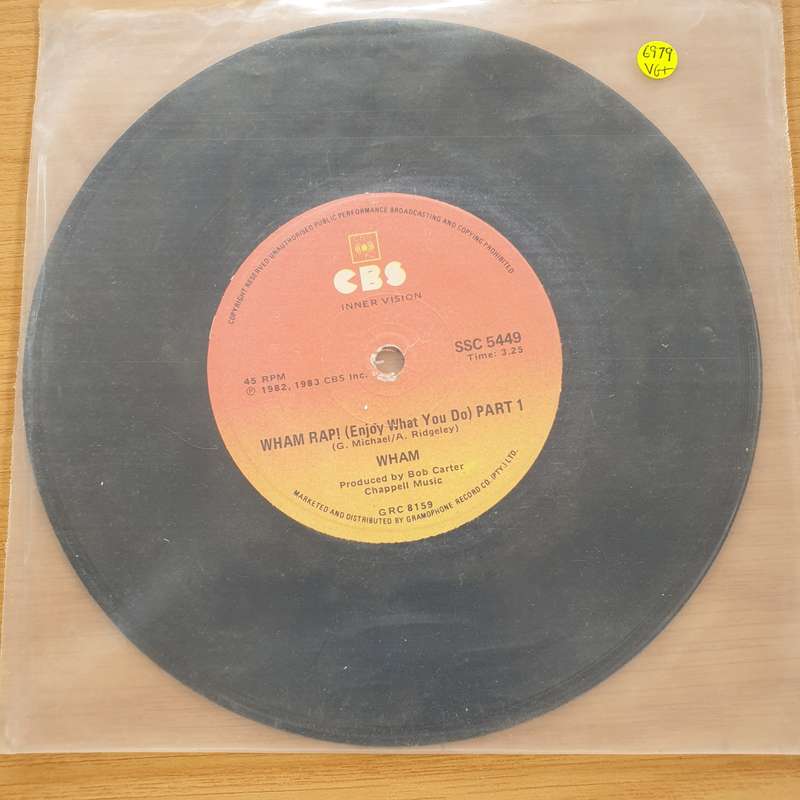 6979
VG+
COPYRIGHT RESERVED UNAUTHORISED PUBLIC PERFORMANCE BROADCASTING AND COPYING PROHIBITED
CBS
INNER VISION
SSC 5449
Time: 3.25
45 RPM
℗ 1982, 1983 CBS Inc.
WHAM RAP! (Enjoy What You Do) PART 1
(G. Michael/A. Ridgeley)
WHAM
Produced by Bob Carter
Chappell Music
GRC 8159
MARKETED AND DISTRIBUTED BY GRAMOPHONE RECORD CO. (PTY.) LTD.